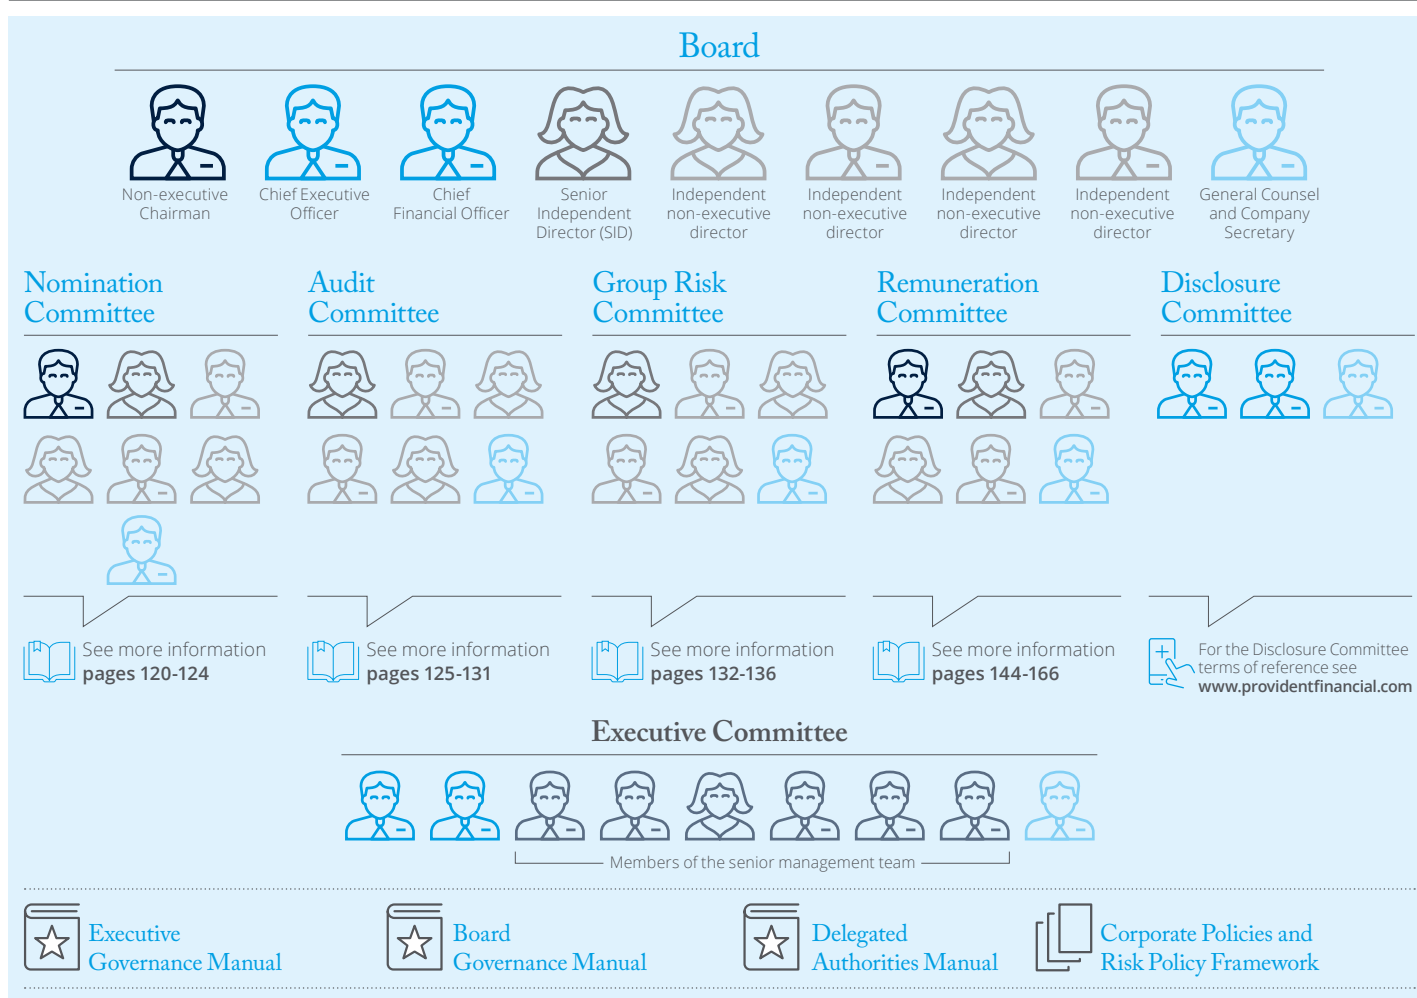 Board
Non-executive
Chairman
Chief Executive
Officer
Chief
Financial Officer
Senior
Independent
Director (SID)
Independent
non-executive
director
Independent
non-executive
director
Independent
non-executive
director
Independent
non-executive
director
General Counsel
and Company
Secretary
Nomination
Committee
Audit
Committee
Group Risk
Committee
Remuneration
Committee
Disclosure
Committee
See more information
pages 120-124
See more information
pages 125-131
See more information
pages 132-136
See more information
pages 144-166
For the Disclosure Committee
terms of reference see
www.providentfinancial.com
Executive Committee
Members of the senior management team
Executive
Governance Manual
Board
Governance Manual
Delegated
Authorities Manual
Corporate Policies and
Risk Policy Framework